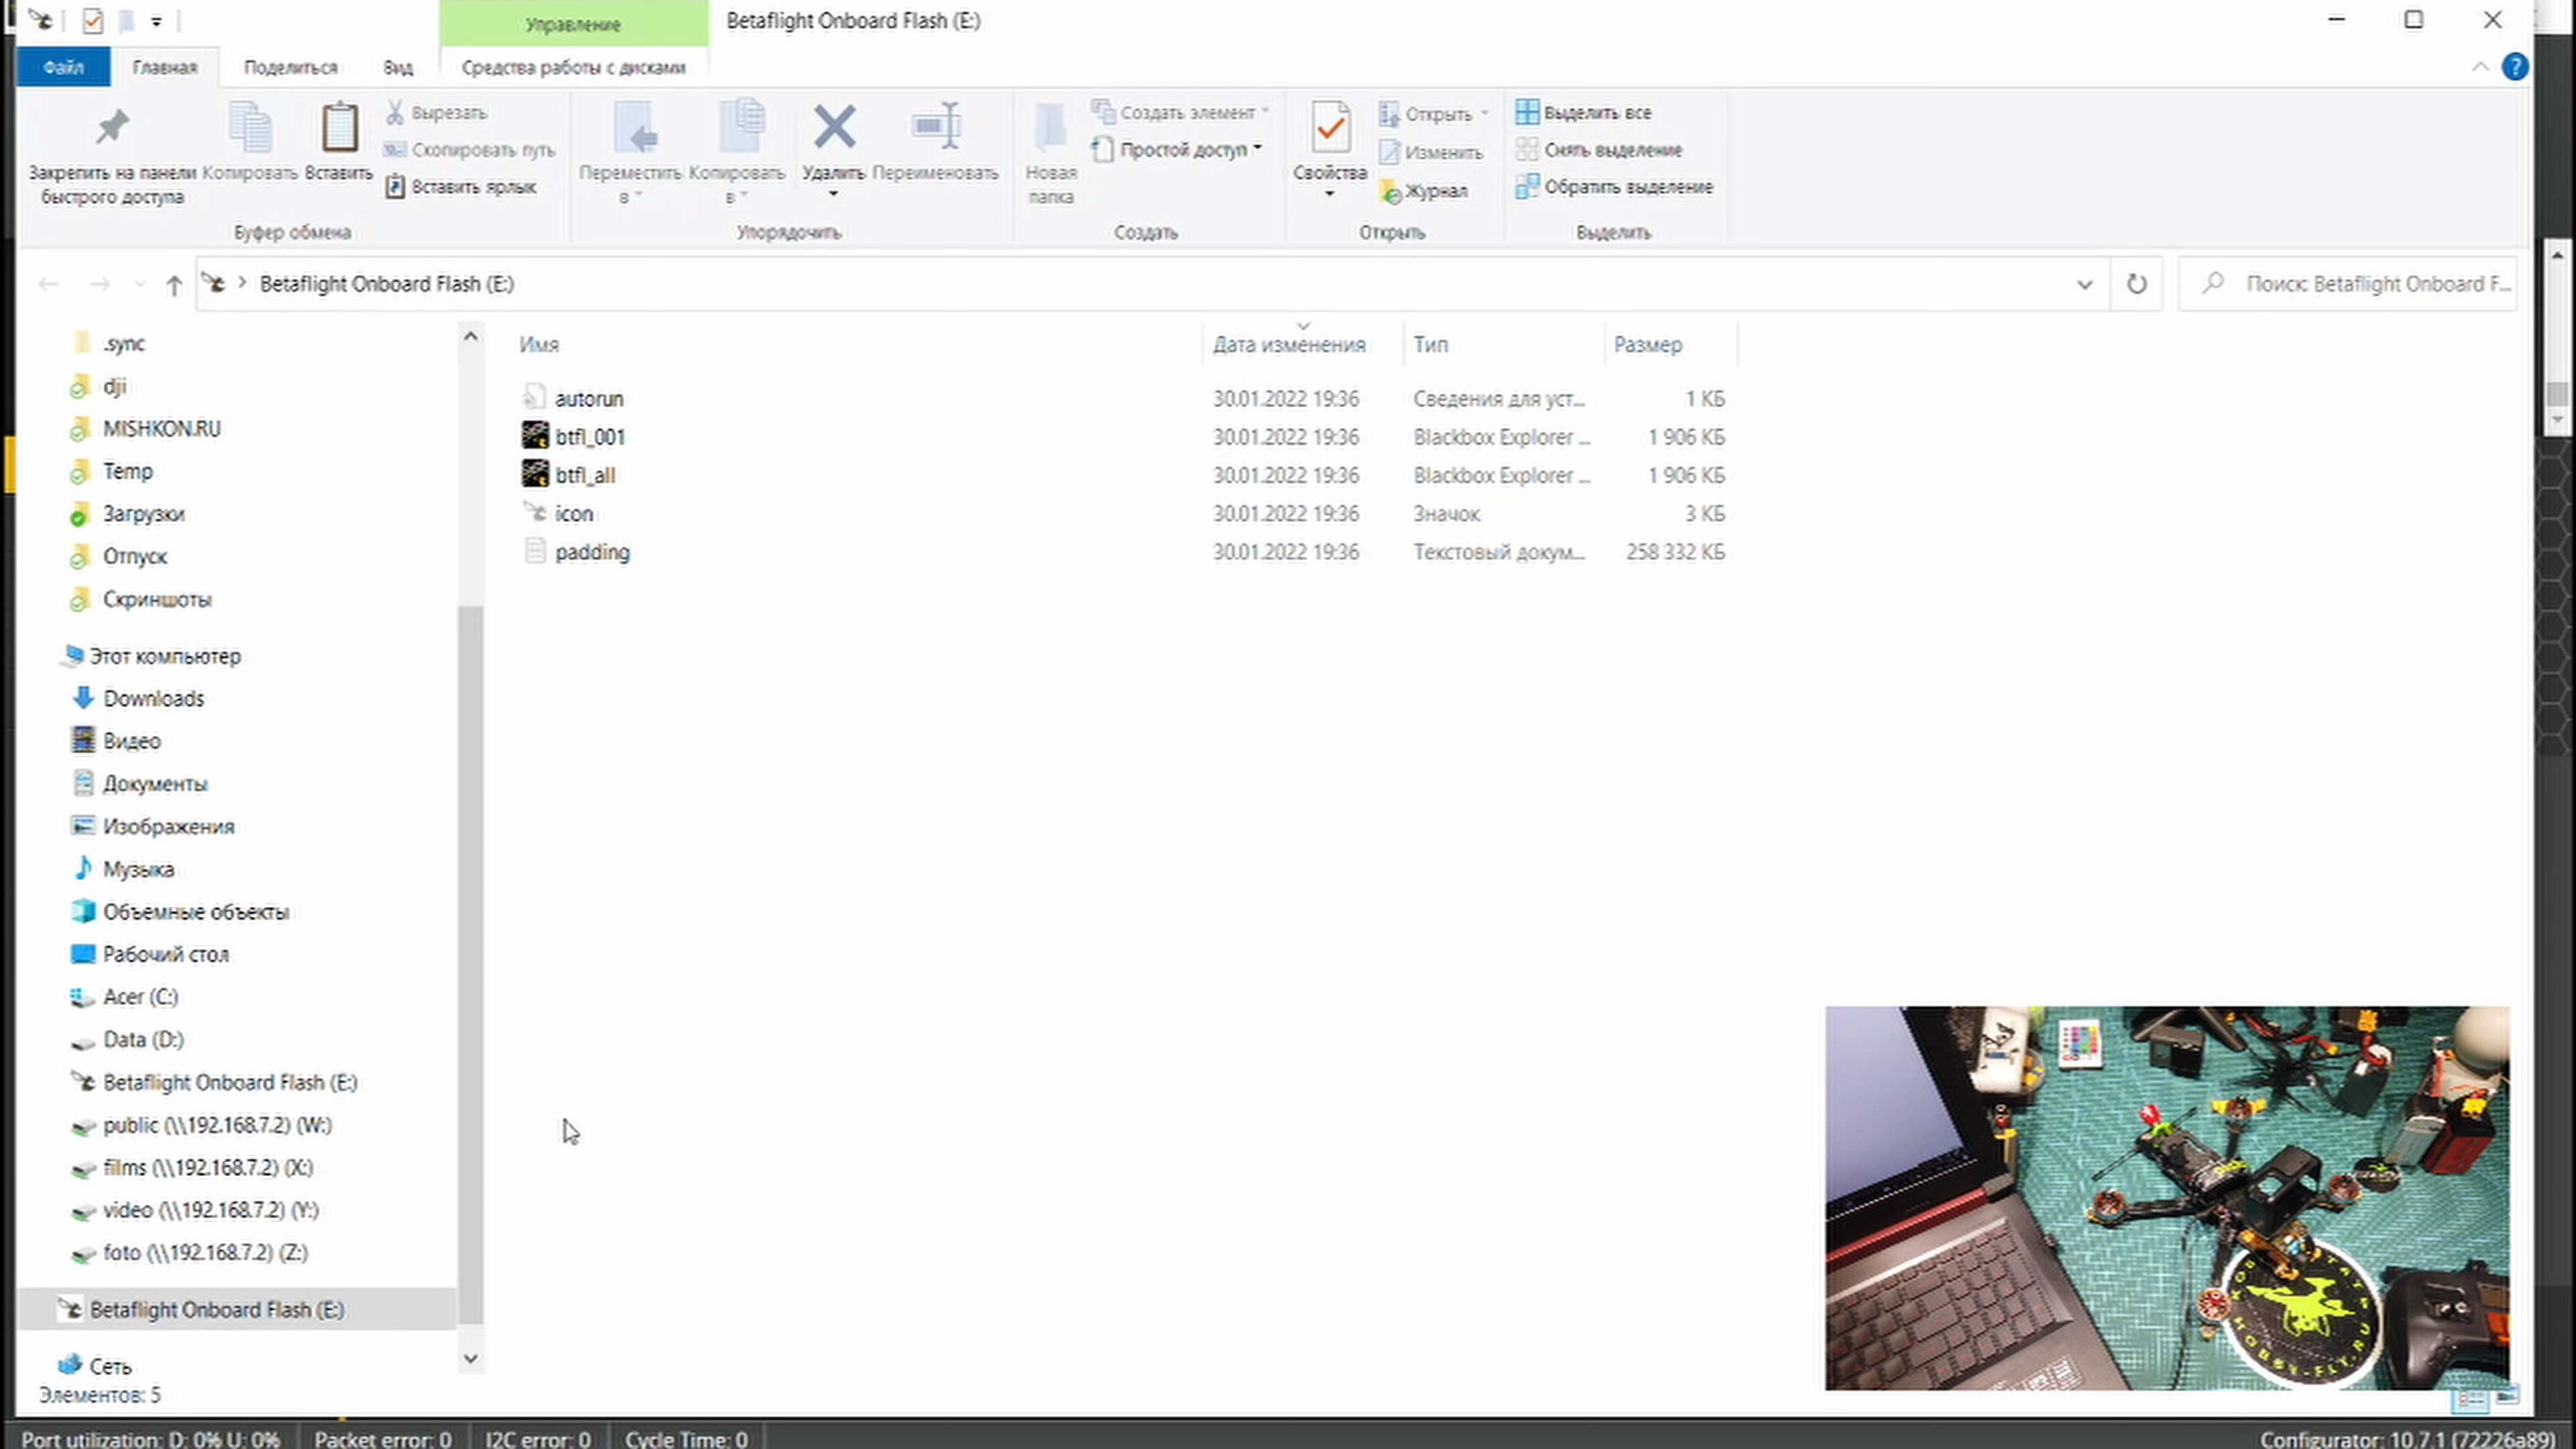 Управление
Betaflight Onboard Flash (E:)
Файл
Главная
Поделиться
Вид
Средства работы с дисками
Закрепить на панели
быстрого доступа
Копировать
Вставить
Вырезать
Скопировать путь
Вставить ярлык
Переместить
в
Копировать
в
Удалить
Переименовать
Новая
папка
Создать элемент
Простой доступ
Свойства
Открыть
Изменить
Журнал
Выделить все
Снять выделение
Обратить выделение
Буфер обмена
Упорядочить
Создать
Открыть
Выделить
Betaflight Onboard Flash (E:)
Поиск: Betaflight Onboard F...
.sync
dji
MISHKON.RU
Temp
Загрузки
Отпуск
Скриншоты
Этот компьютер
Downloads
Видео
Документы
Изображения
Музыка
Объемные объекты
Рабочий стол
Acer (C:)
Data (D:)
Betaflight Onboard Flash (E:)
public (\\192.168.7.2) (W:)
films (\\192.168.7.2) (X:)
video (\\192.168.7.2) (Y:)
foto (\\192.168.7.2) (Z:)
Betaflight Onboard Flash (E:)
Сеть
Имя Дата изменения Тип Размер
autorun 30.01.2022 19:36 Сведения для уст... 1 КБ
btfl_001 30.01.2022 19:36 Blackbox Explorer ... 1 906 КБ
btfl_all 30.01.2022 19:36 Blackbox Explorer ... 1 906 КБ
icon 30.01.2022 19:36 Значок 3 КБ
padding 30.01.2022 19:36 Текстовый докум... 258 332 КБ
HOBBY-FLY.RU
Элементов: 5
Port utilization: D: 0% U: 0% Packet error: 0 I2C error: 0 Cycle Time: 0 Configurator: 10.7.1 (72226a89)